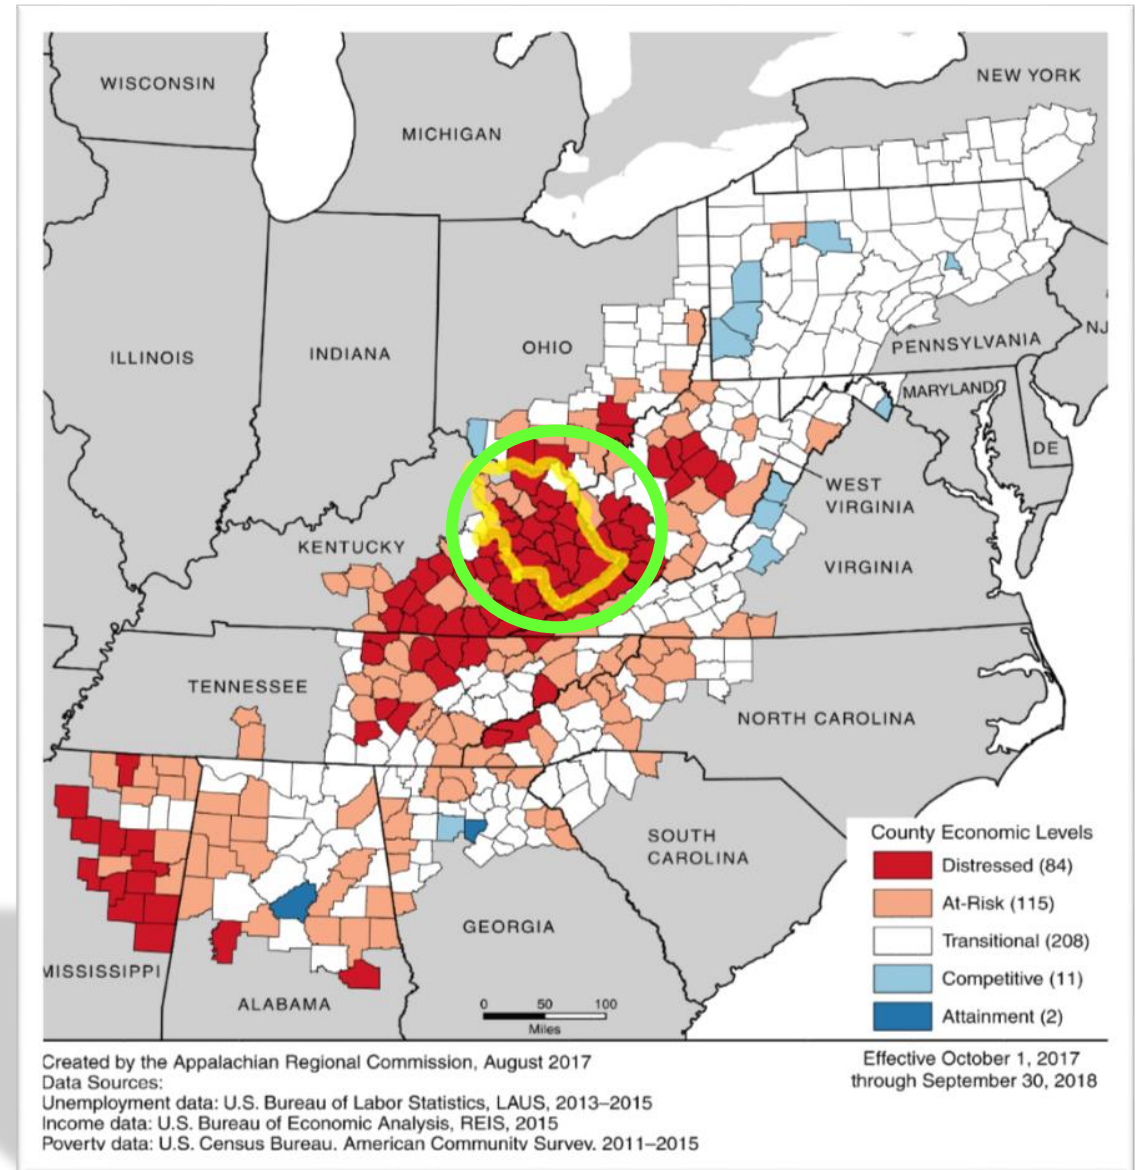 WISCONSIN
NEW YORK
MICHIGAN
ILLINOIS
INDIANA
OHIO
PENNSYLVANIA
NJ
MARYLAND
DE
WEST
VIRGINIA
KENTUCKY
VIRGINIA
TENNESSEE
NORTH CAROLINA
SOUTH
CAROLINA
GEORGIA
MISSISSIPPI
ALABAMA
0 50 100
Miles
County Economic Levels
Distressed (84)
At-Risk (115)
Transitional (208)
Competitive (11)
Attainment (2)
Created by the Appalachian Regional Commission, August 2017
Data Sources:
Unemployment data: U.S. Bureau of Labor Statistics, LAUS, 2013–2015
Income data: U.S. Bureau of Economic Analysis, REIS, 2015
Poverty data: U.S. Census Bureau. American Community Survey. 2011–2015
Effective October 1, 2017
through September 30, 2018